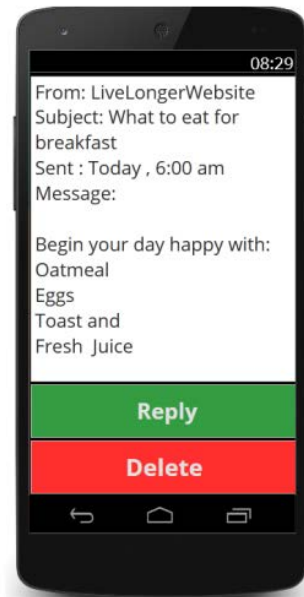 08:29
From: LiveLongerWebsite
Subject: What to eat for
breakfast
Sent : Today , 6:00 am
Message:
Begin your day happy with:
Oatmeal
Eggs
Toast and
Fresh Juice
Reply
Delete